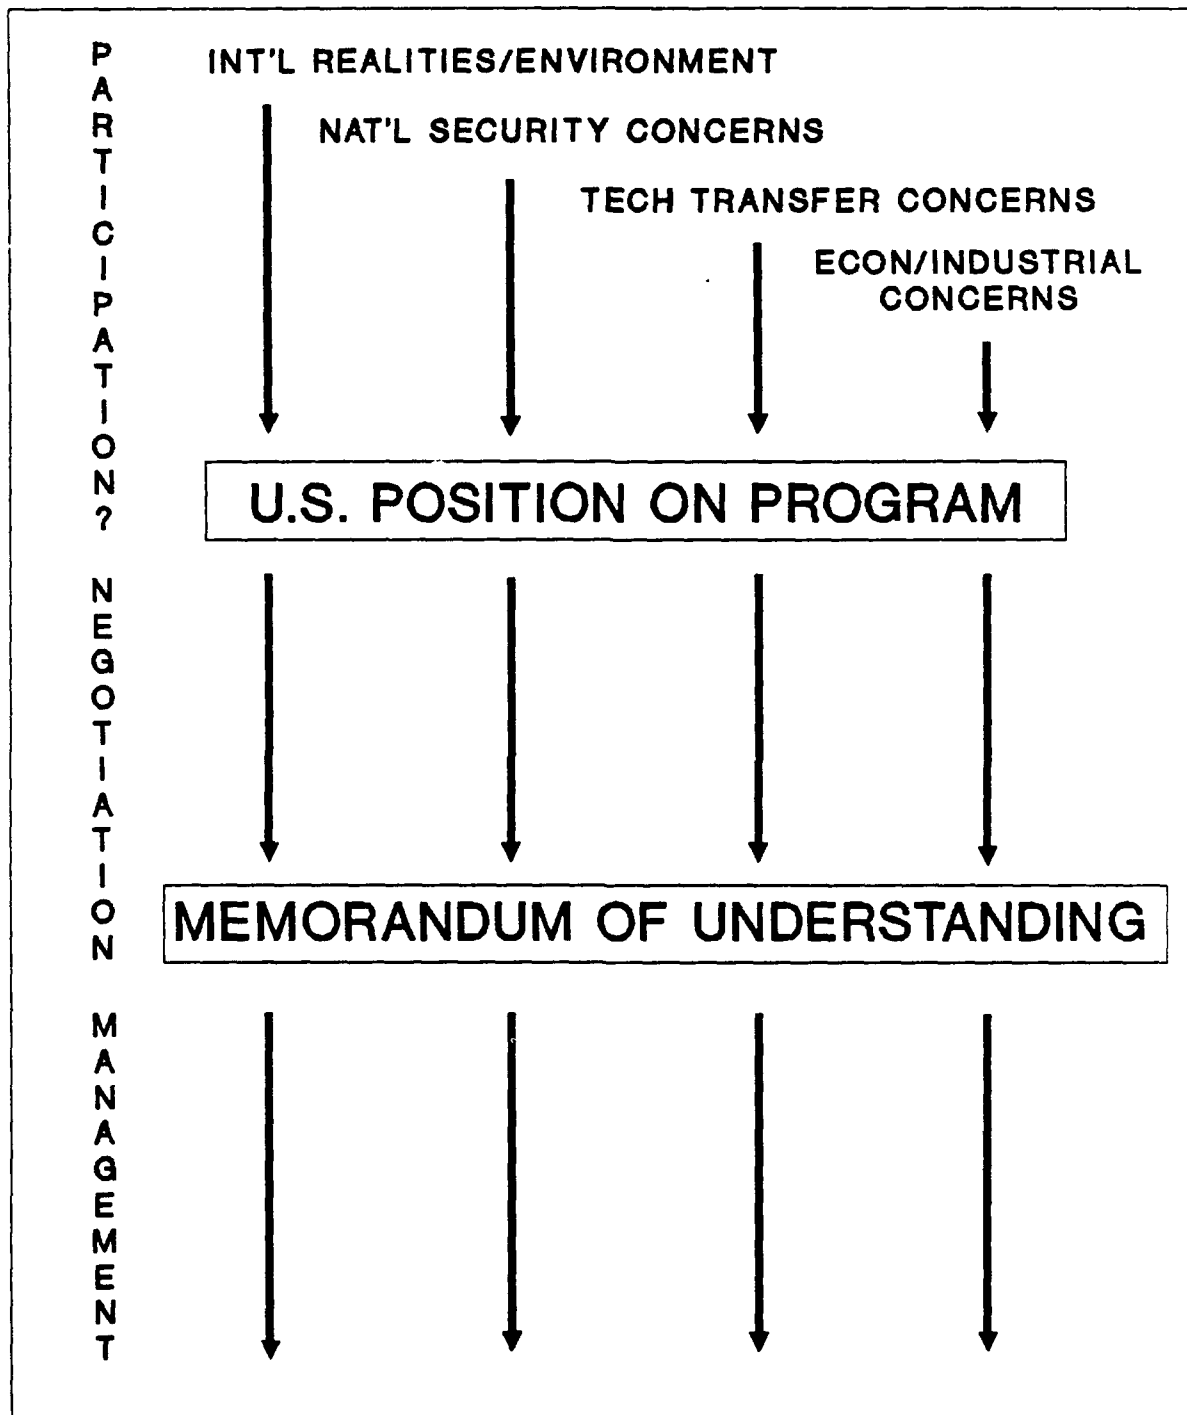 PARTICIPATION?
INT'L REALITIES/ENVIRONMENT
NAT'L SECURITY CONCERNS
TECH TRANSFER CONCERNS
ECON/INDUSTRIAL
CONCERNS
U.S. POSITION ON PROGRAM
NEGOTIATION
MEMORANDUM OF UNDERSTANDING
MANAGEMENT